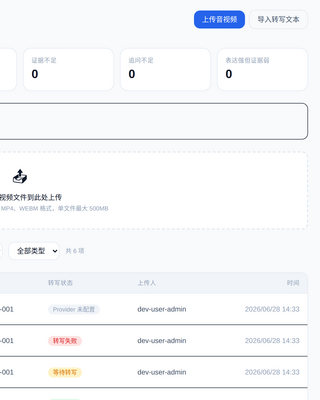 上传音视频 导入转写文本
证据不足 追问不足 表达强但证据弱
0 0 0
视频文件到此处上传
MP4、WEBM 格式，单文件最大 500MB
全部类型 共 6 项
转写状态 上传人 时间
-001 Provider 未配置 dev-user-admin 2026/06/28 14:33
-001 转写失败 dev-user-admin 2026/06/28 14:33
-001 等待转写 dev-user-admin 2026/06/28 14:33